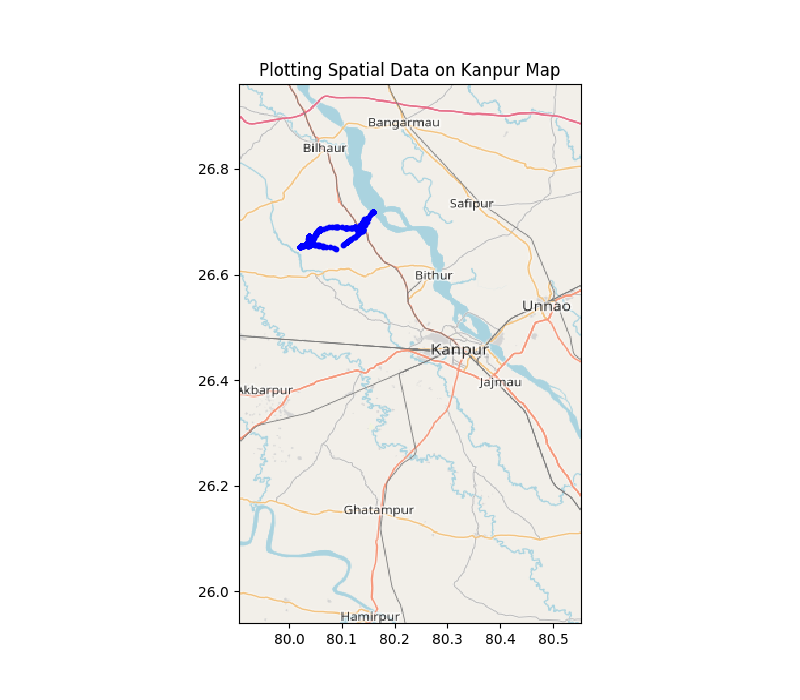 Plotting Spatial Data on Kanpur Map
Bangarmau
Bilhaur
26.8
Safipur
26.6
Bithur
Unnao
Kanpur
26.4
Jajmau
Akbarpur
26.2
Ghatampur
26.0
Hamirpur
80.0 80.1 80.2 80.3 80.4 80.5